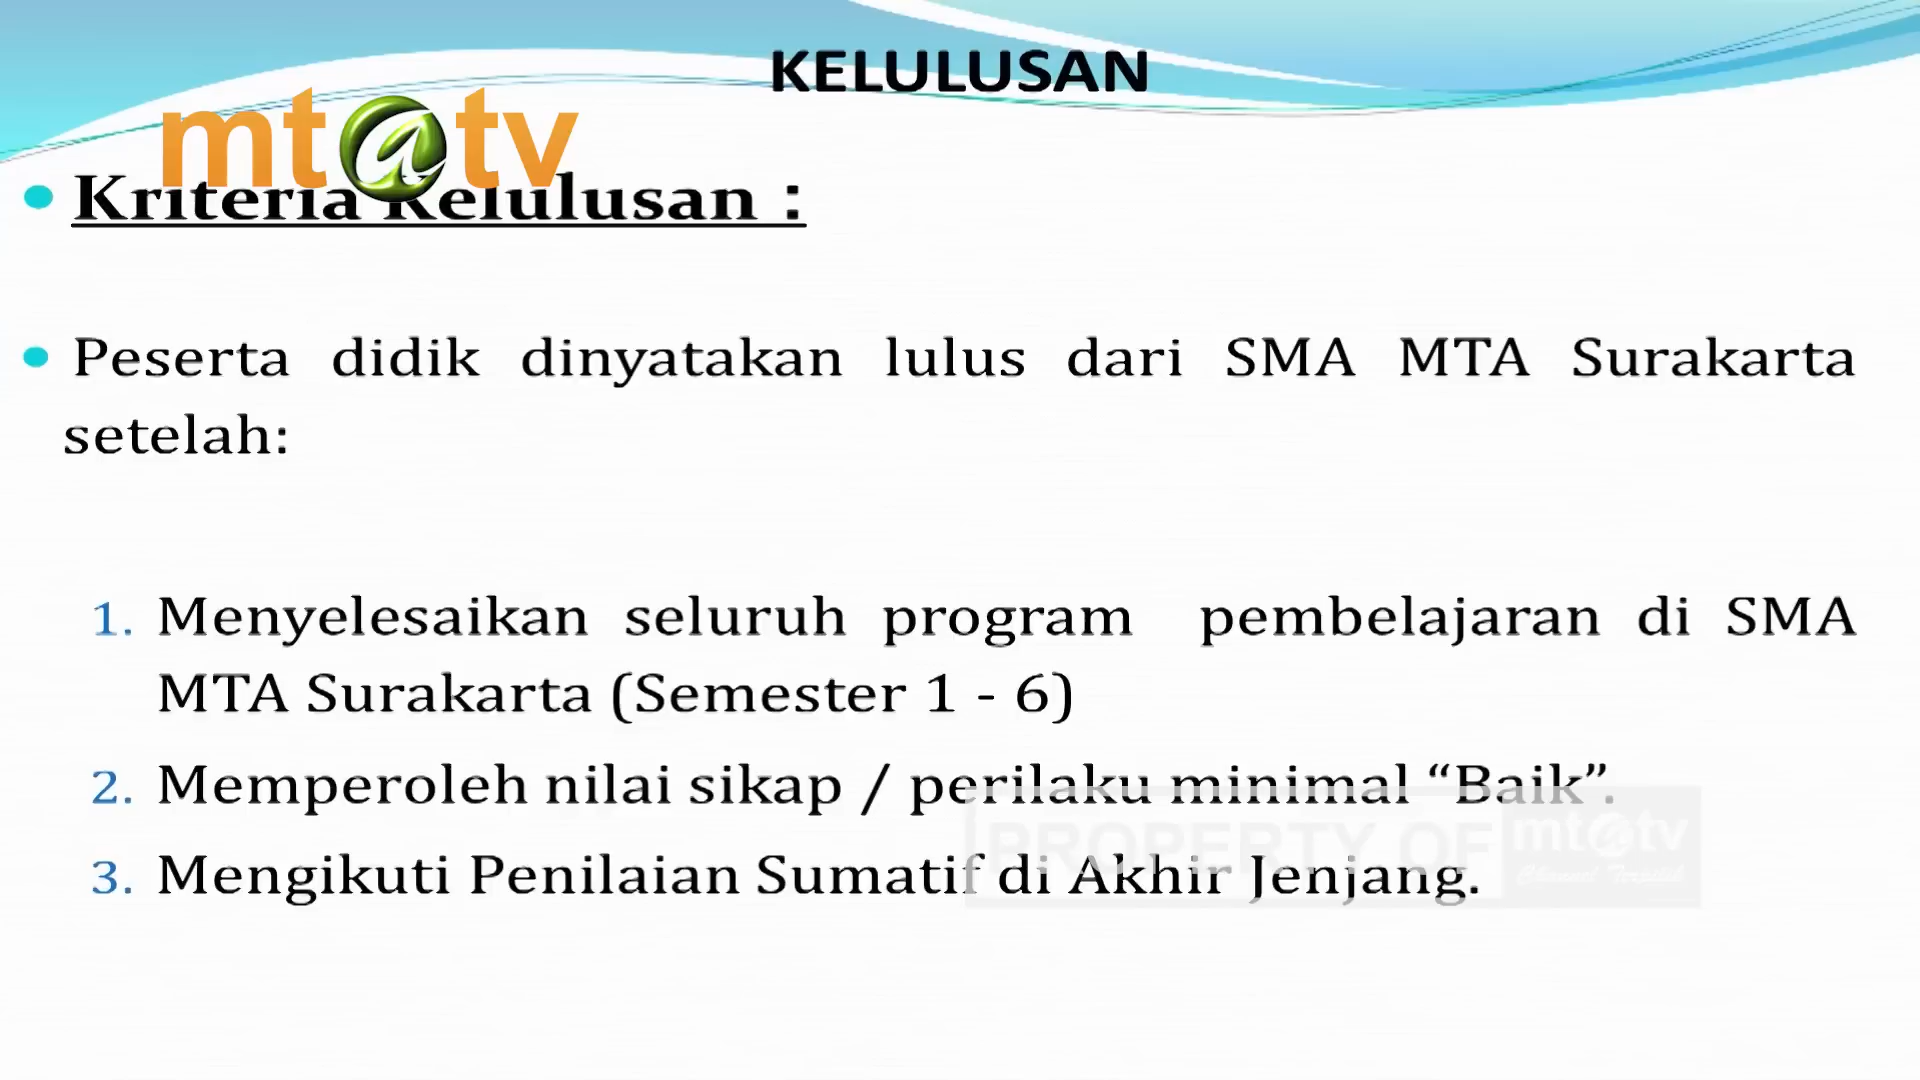 KELULUSAN
mt@tv
• Kriteria Kelulusan :
• Peserta didik dinyatakan lulus dari SMA MTA Surakarta
setelah:
1. Menyelesaikan seluruh program pembelajaran di SMA
MTA Surakarta (Semester 1 - 6)
2. Memperoleh nilai sikap / perilaku minimal “Baik”.
3. Mengikuti Penilaian Sumatif di Akhir Jenjang.
PROPERTY OF mt@tv
Channel Terpilih